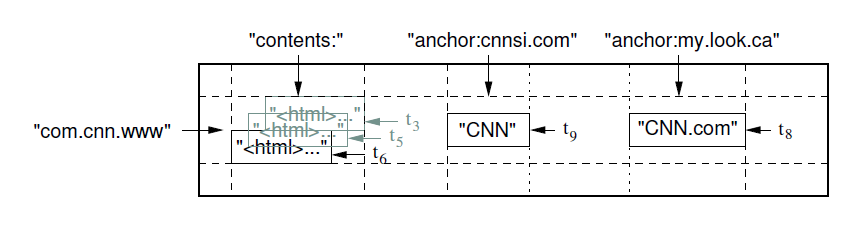 "contents:" "anchor:cnnsi.com" "anchor:my.look.ca"
"<html>..." t3
"com.cnn.www" "<html>..." t5 "CNN" t9 "CNN.com" t8
"<html>..." t6